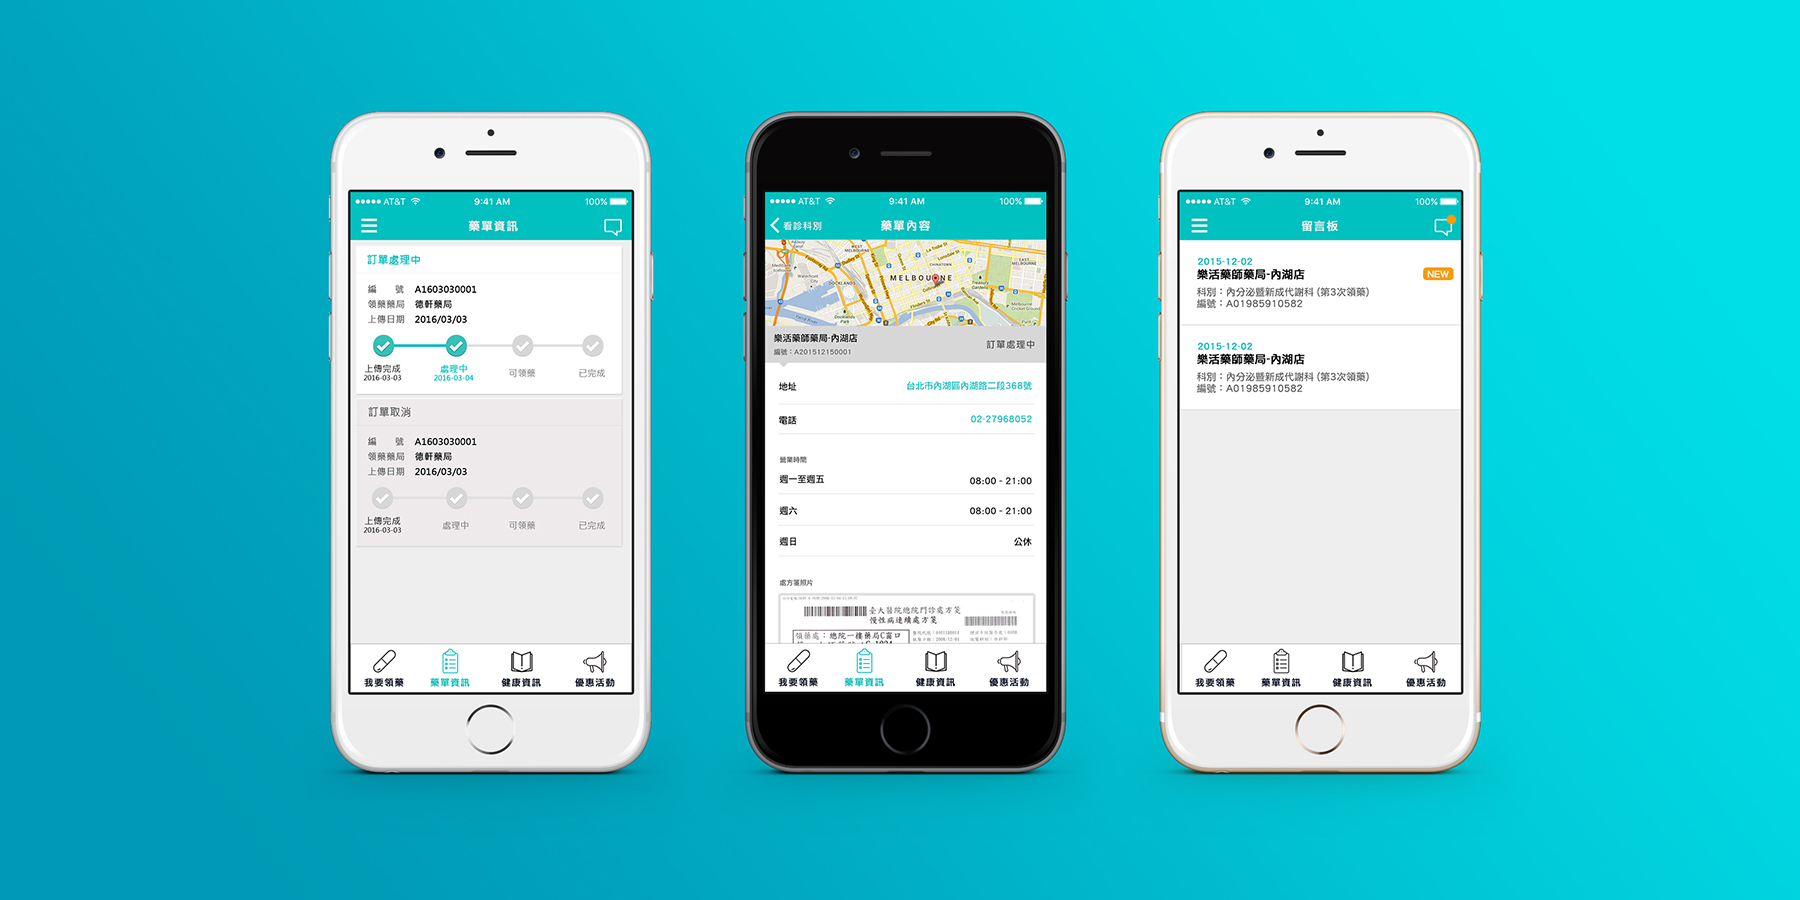 ●●●●● AT&T 9:41 AM 100%
藥單資訊
訂單處理中
編 號 A1603030001
領藥藥局 德軒藥局
上傳日期 2016/03/03
上傳完成 處理中 可領藥 已完成
2016-03-03 2016-03-04
訂單取消
編 號 A1603030001
領藥藥局 德軒藥局
上傳日期 2016/03/03
上傳完成 處理中 可領藥 已完成
2016-03-03
我要領藥 藥單資訊 健康資訊 優惠活動
●●●●● AT&T 9:41 AM 100%
看診科別 藥單內容
WEST MELBOURNE
EAST MELBOURNE
CHINATOWN
MELBOURNE
DOCKLANDS
Treasury Gardens
Docklands Park
Melbourne Cricket Ground
樂活藥師藥局-內湖店
編號：A201512150001
訂單處理中
地址 台北市內湖區內湖路二段368號
電話 02-27968052
營業時間
週一至週五 08:00 - 21:00
週六 08:00 - 21:00
週日 公休
處方箋照片
臺大醫院總院門診處方箋
慢性病連續處方箋
領藥處：總院一樓藥局C窗口
我要領藥 藥單資訊 健康資訊 優惠活動
●●●●● AT&T 9:41 AM 100%
留言板
2015-12-02
樂活藥師藥局-內湖店 NEW
科別：內分泌暨新成代謝科 (第3次領藥)
編號：A01985910582
2015-12-02
樂活藥師藥局-內湖店
科別：內分泌暨新成代謝科 (第3次領藥)
編號：A01985910582
我要領藥 藥單資訊 健康資訊 優惠活動